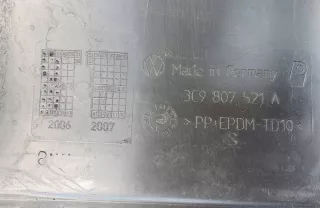 Made in Germany
3C9 807 521 A
>PP+EPDM-TD10<
2006 2007